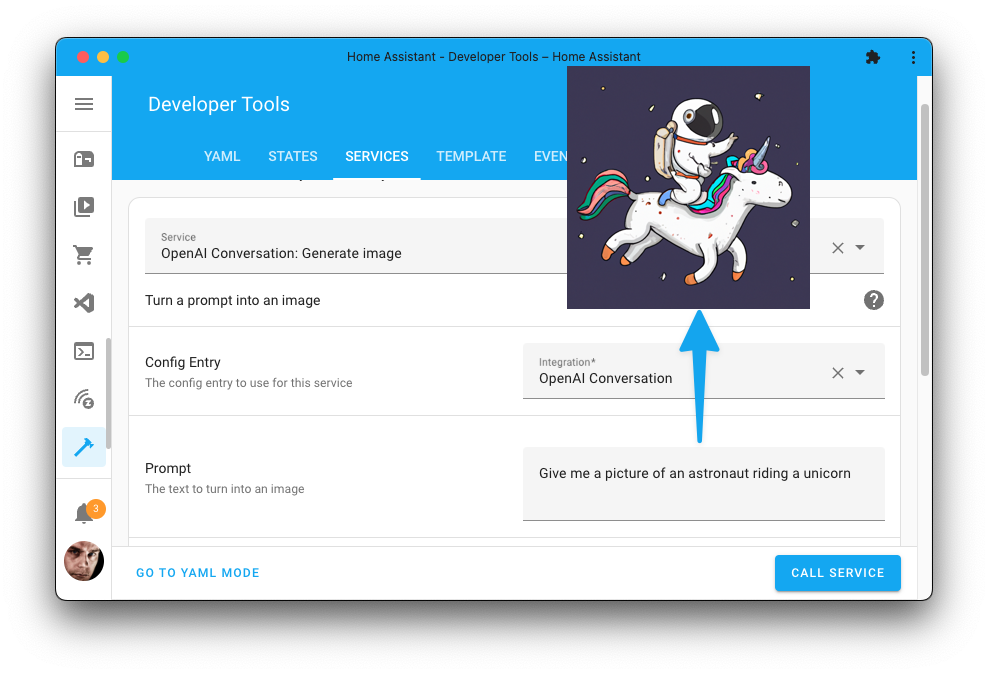 Home Assistant - Developer Tools – Home Assistant
Developer Tools
YAML STATES SERVICES TEMPLATE EVEN
Service
OpenAI Conversation: Generate image
Turn a prompt into an image
Config Entry
The config entry to use for this service
Integration*
OpenAI Conversation
Prompt
The text to turn into an image
Give me a picture of an astronaut riding a unicorn
3
GO TO YAML MODE
CALL SERVICE